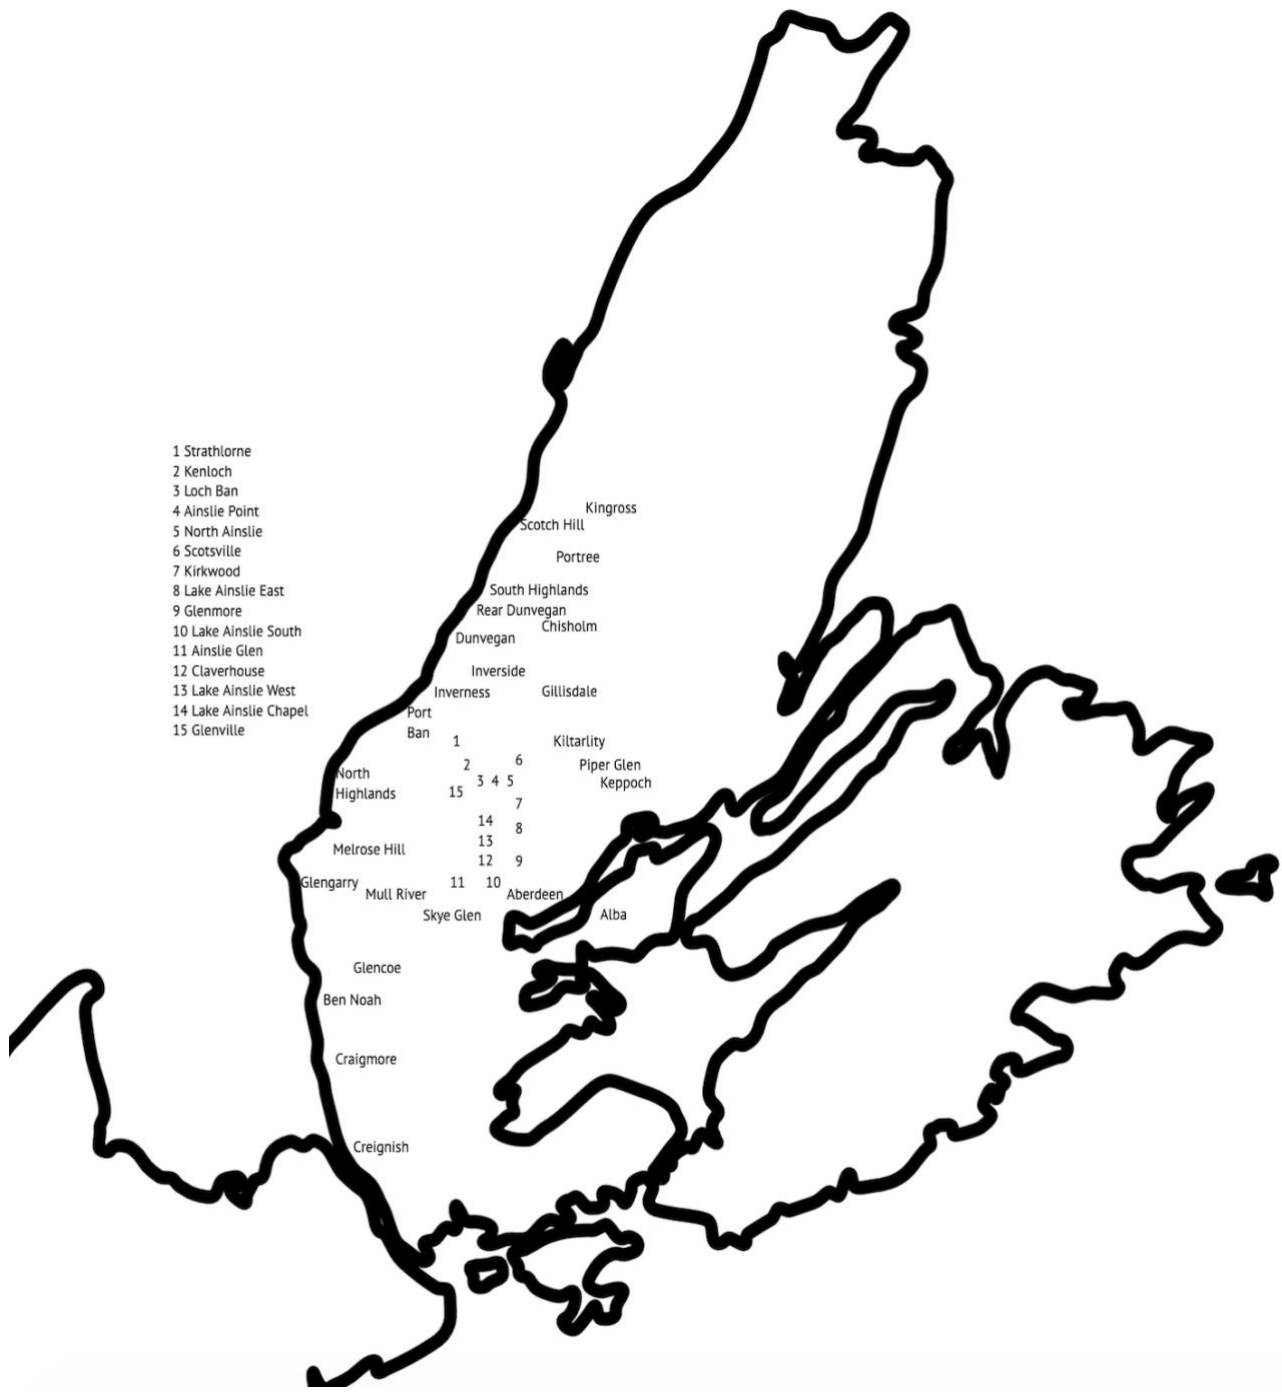 1 Strathlorne
2 Kenloch
3 Loch Ban
4 Ainslie Point
5 North Ainslie
6 Scotsville
7 Kirkwood
8 Lake Ainslie East
9 Glenmore
10 Lake Ainslie South
11 Ainslie Glen
12 Claverhouse
13 Lake Ainslie West
14 Lake Ainslie Chapel
15 Glenville
Kingross
Scotch Hill
Portree
South Highlands
Rear Dunvegan
Chisholm
Dunvegan
Inverside
Inverness
Gillisdale
Port
Ban
1
Kiltarlity
2
6
Piper Glen
North
Highlands
3 4 5
Keppoch
15
7
14
8
13
Melrose Hill
12
9
Glengarry
11
10
Mull River
Aberdeen
Skye Glen
Alba
Glencoe
Ben Noah
Craigmore
Creignish